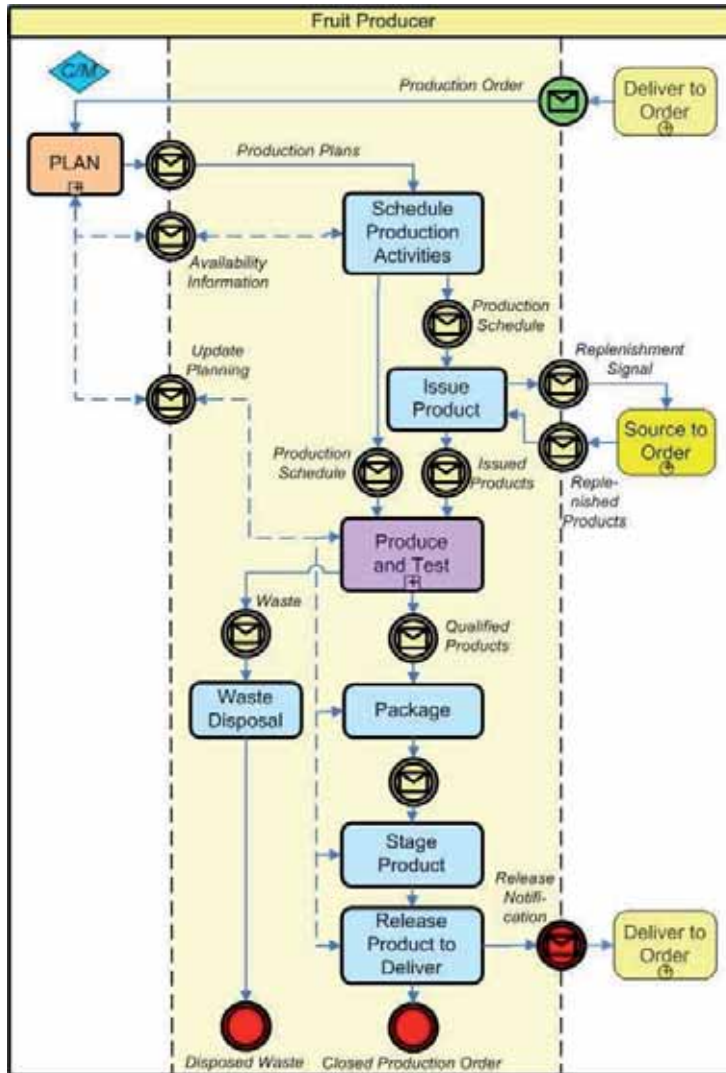 Fruit Producer
C/M
Production Order
Deliver to
Order
PLAN
Production Plans
Schedule
Production
Activities
Availability
Information
Production
Schedule
Update
Planning
Replenishment
Signal
Issue
Product
Source to
Order
Production
Schedule
Issued
Products
Reple-
nished
Products
Produce
and Test
Waste
Qualified
Products
Waste
Disposal
Package
Stage
Product
Release
Notifi-
cation
Release
Product to
Deliver
Deliver to
Order
Disposed Waste
Closed Production Order